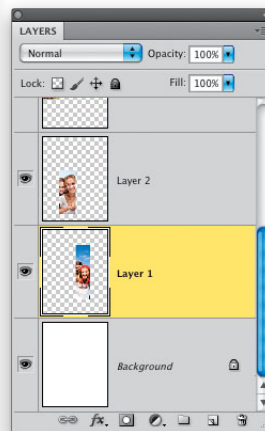 LAYERS
Normal Opacity: 100%
Lock: Fill: 100%
Layer 2
Layer 1
Background
fx.